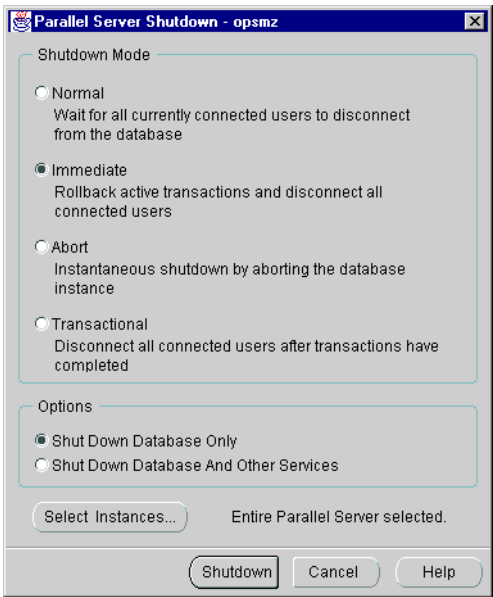 Parallel Server Shutdown - opsmz
Shutdown Mode
Normal
Wait for all currently connected users to disconnect
from the database
Immediate
Rollback active transactions and disconnect all
connected users
Abort
Instantaneous shutdown by aborting the database
instance
Transactional
Disconnect all connected users after transactions have
completed
Options
Shut Down Database Only
Shut Down Database And Other Services
Select Instances... Entire Parallel Server selected.
Shutdown Cancel Help